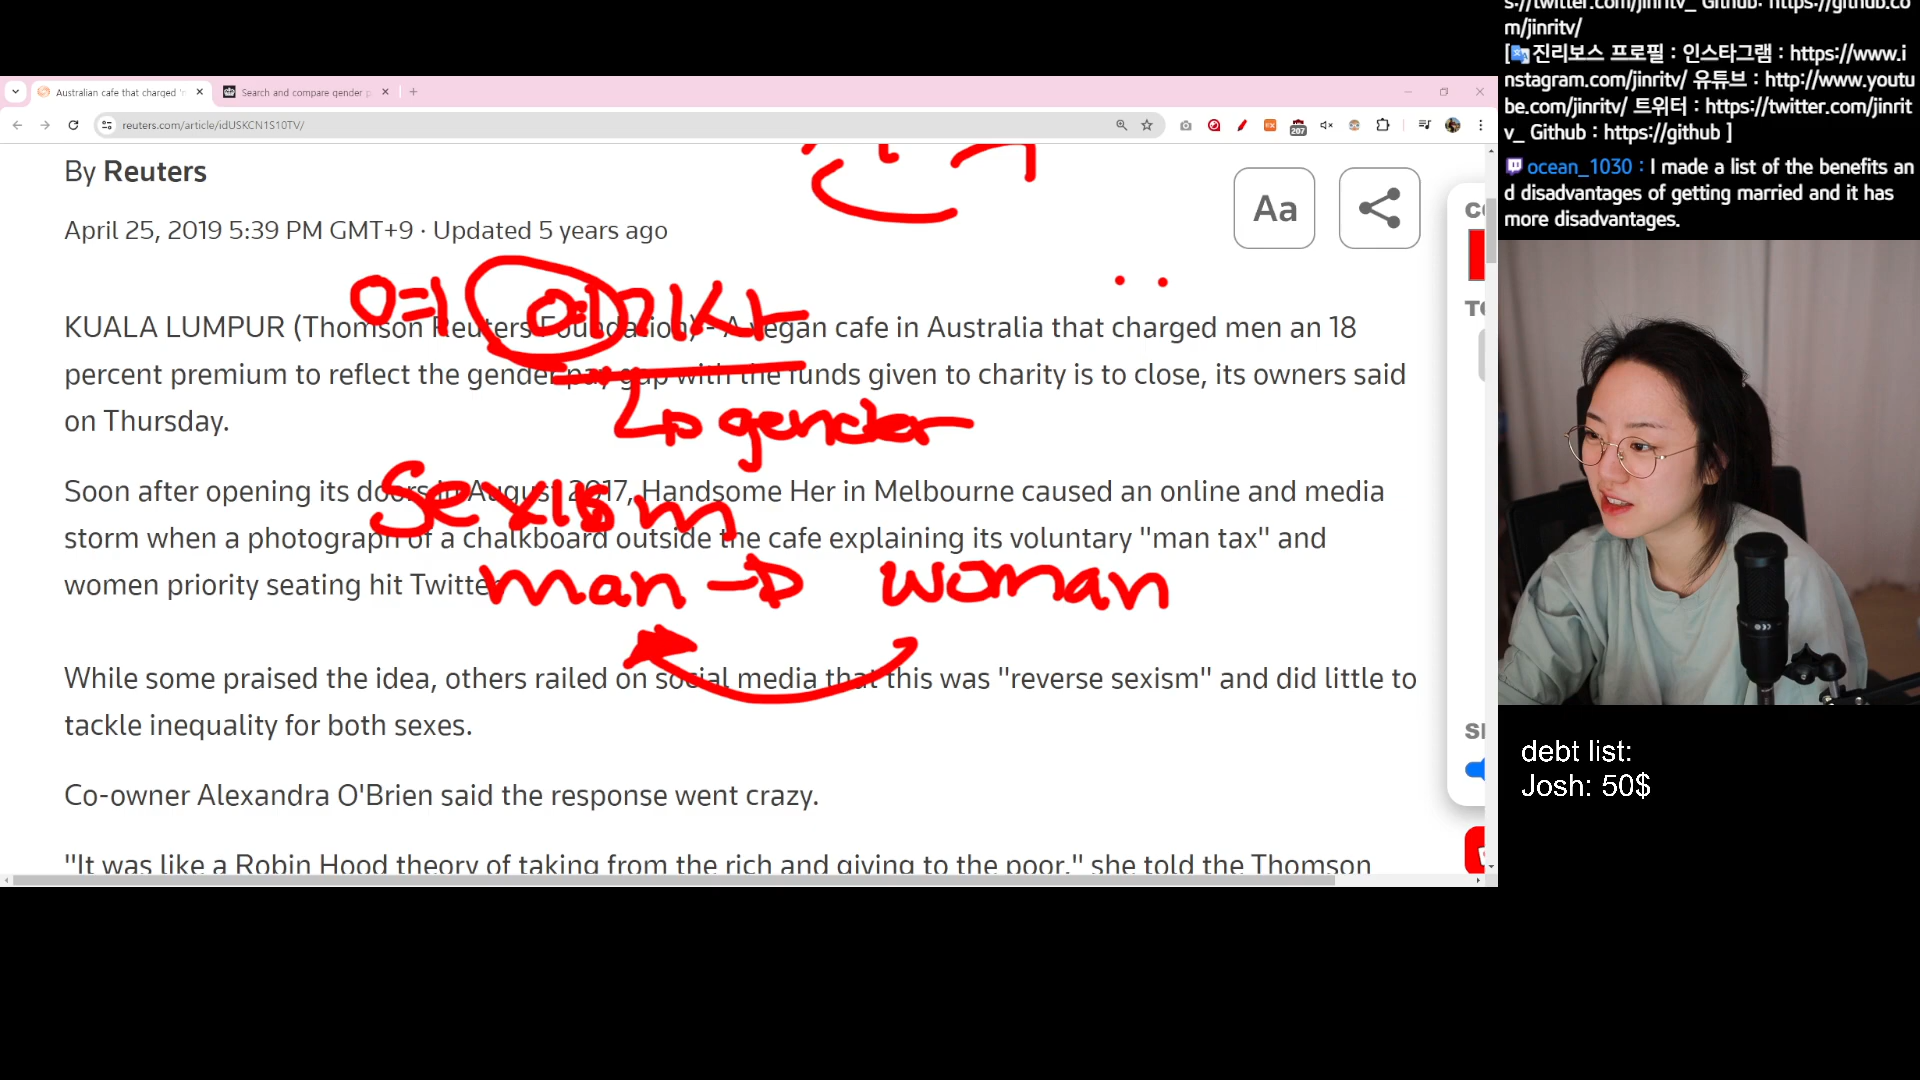 Australian cafe that charged 'm
Search and compare gender p
reuters.com/article/idUSKCN1S10TV/
207
By Reuters
April 25, 2019 5:39 PM GMT+9 · Updated 5 years ago
Aa
KUALA LUMPUR (Thomson Reuters Foundation) - A vegan cafe in Australia that charged men an 18
percent premium to reflect the gender pay gap with the funds given to charity is to close, its owners said
on Thursday.
gender
Soon after opening its doors in August 2017, Handsome Her in Melbourne caused an online and media
sexism
storm when a photograph of a chalkboard outside the cafe explaining its voluntary "man tax" and
women priority seating hit Twitter
man → woman
While some praised the idea, others railed on social media that this was "reverse sexism" and did little to
tackle inequality for both sexes.
Co-owner Alexandra O'Brien said the response went crazy.
"It was like a Robin Hood theory of taking from the rich and giving to the poor," she told the Thomson
s://twitter.com/jinritv_ Github: https://github.co
m/jinritv/
[진리보스 프로필 : 인스타그램 : https://www.i
nstagram.com/jinritv/ 유튜브 : http://www.youtu
be.com/jinritv/ 트위터 : https://twitter.com/jinrit
v_ Github : https://github ]
ocean_1030 : I made a list of the benefits an
d disadvantages of getting married and it has
more disadvantages.
debt list:
Josh: 50$